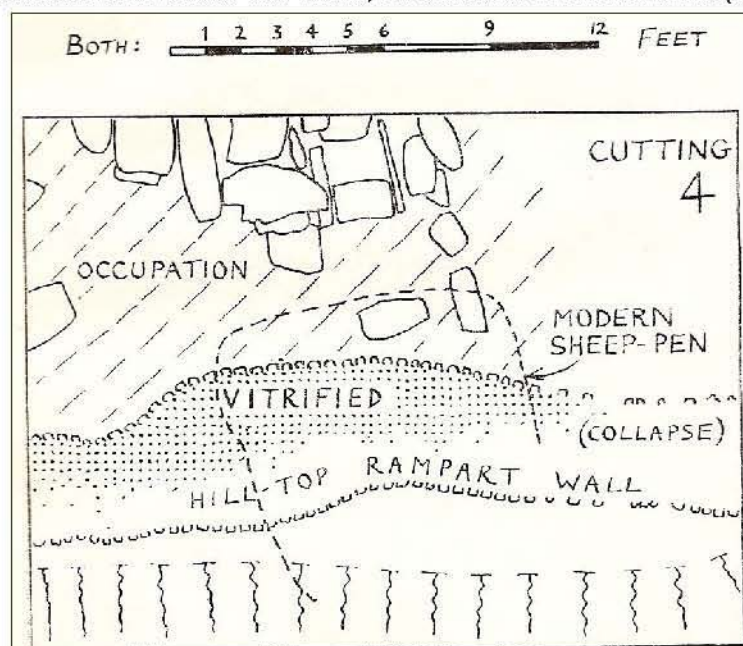 BOTH: 1 2 3 4 5 6 9 12 FEET
CUTTING
4
OCCUPATION
MODERN
SHEEP-PEN
VITRIFIED
(COLLAPSE)
HILL-TOP RAMPART WALL